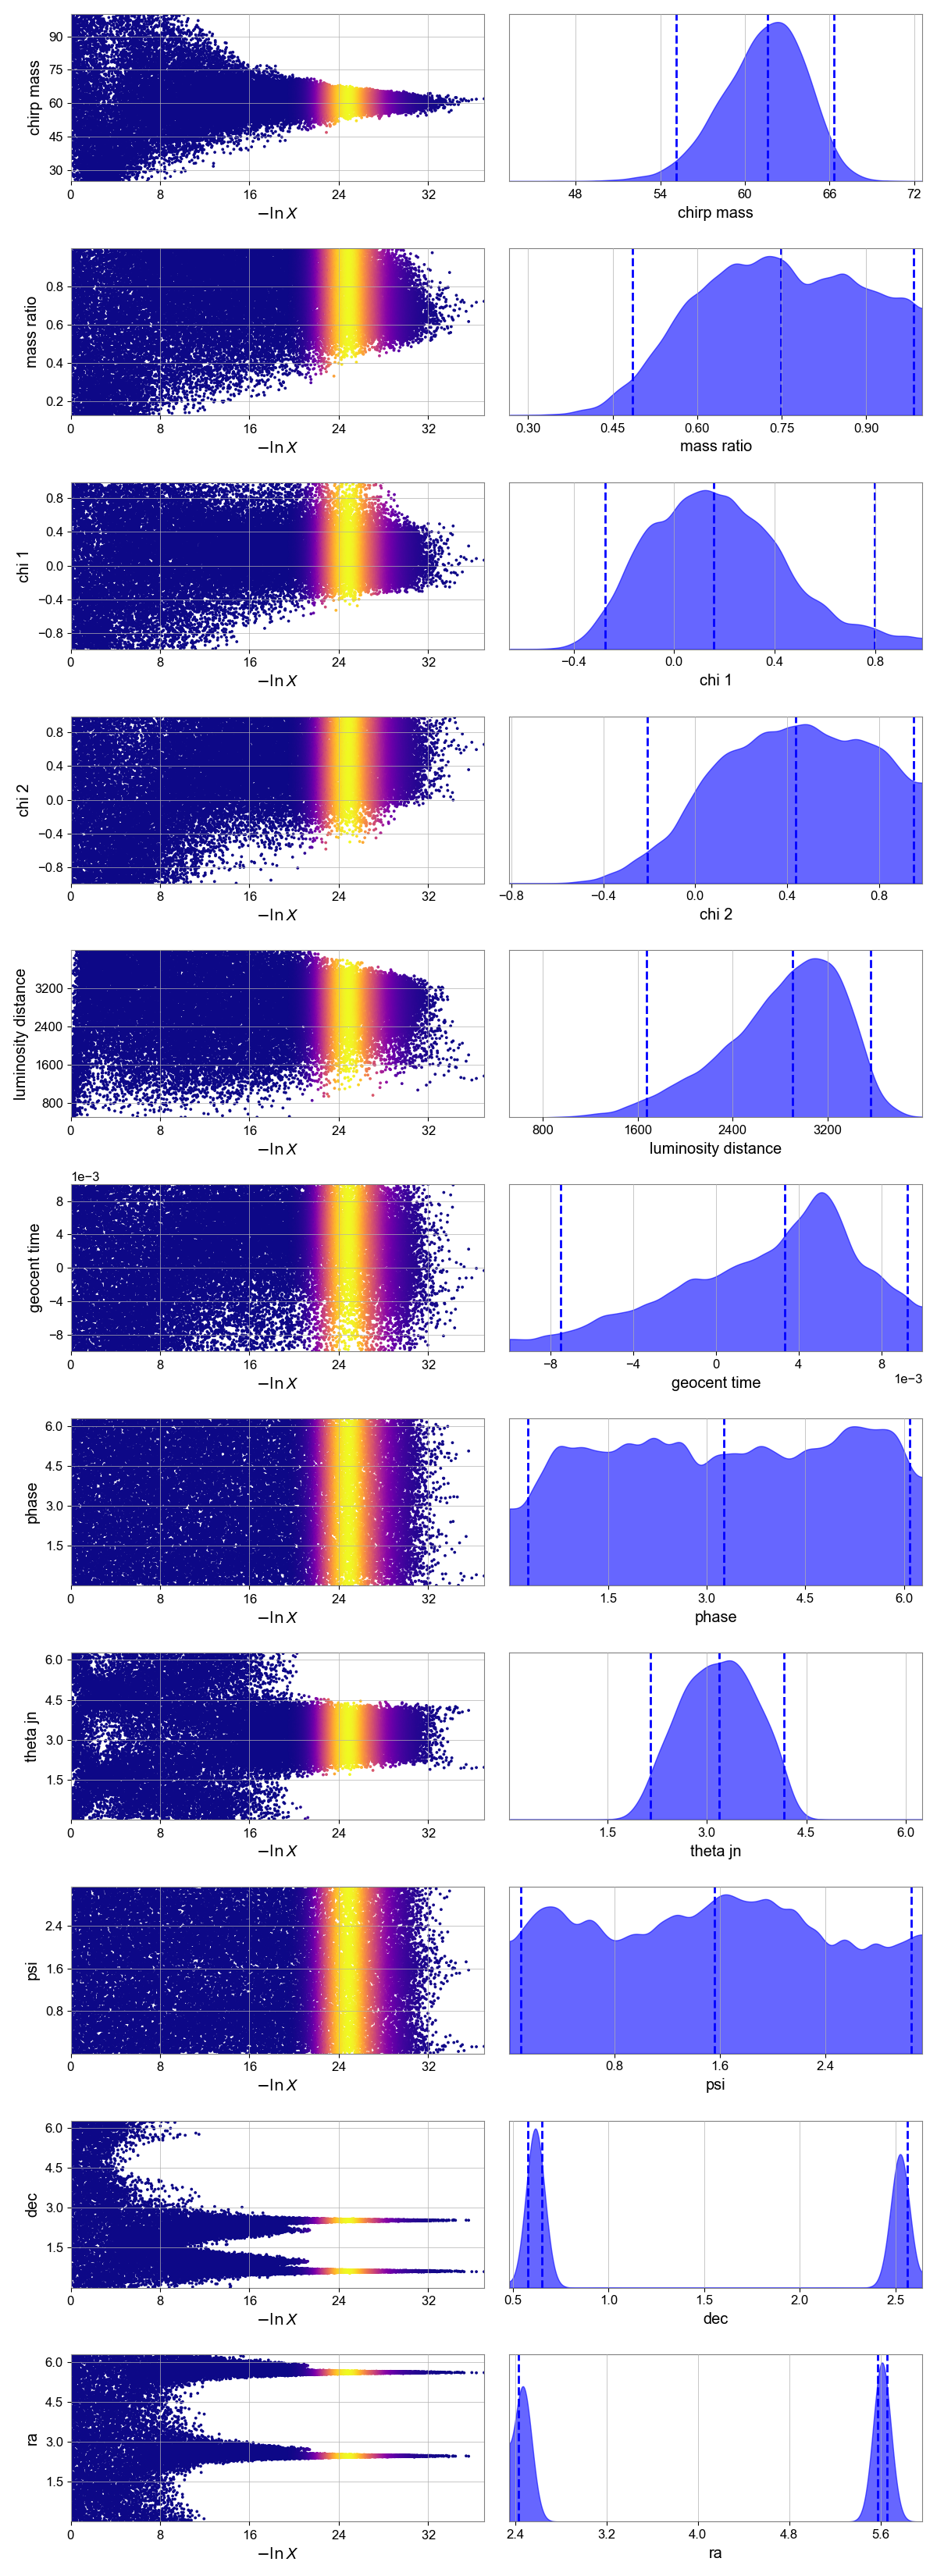 90
75
60
45
30
chirp mass
0 8 16 24 32
−ln X
48 54 60 66 72
chirp mass
0.8
0.6
0.4
0.2
mass ratio
0 8 16 24 32
−ln X
0.30 0.45 0.60 0.75 0.90
mass ratio
0.8
0.4
0.0
−0.4
−0.8
chi 1
0 8 16 24 32
−ln X
−0.4 0.0 0.4 0.8
chi 1
0.8
0.4
0.0
−0.4
−0.8
chi 2
0 8 16 24 32
−ln X
−0.8 −0.4 0.0 0.4 0.8
chi 2
3200
2400
1600
800
luminosity distance
0 8 16 24 32
−ln X
800 1600 2400 3200
luminosity distance
1e−3
8
4
0
−4
−8
geocent time
0 8 16 24 32
−ln X
−8 −4 0 4 8
1e−3
geocent time
6.0
4.5
3.0
1.5
phase
0 8 16 24 32
−ln X
1.5 3.0 4.5 6.0
phase
6.0
4.5
3.0
1.5
theta jn
0 8 16 24 32
−ln X
1.5 3.0 4.5 6.0
theta jn
2.4
1.6
0.8
psi
0 8 16 24 32
−ln X
0.8 1.6 2.4
psi
6.0
4.5
3.0
1.5
dec
0 8 16 24 32
−ln X
0.5 1.0 1.5 2.0 2.5
dec
6.0
4.5
3.0
1.5
ra
0 8 16 24 32
−ln X
2.4 3.2 4.0 4.8 5.6
ra